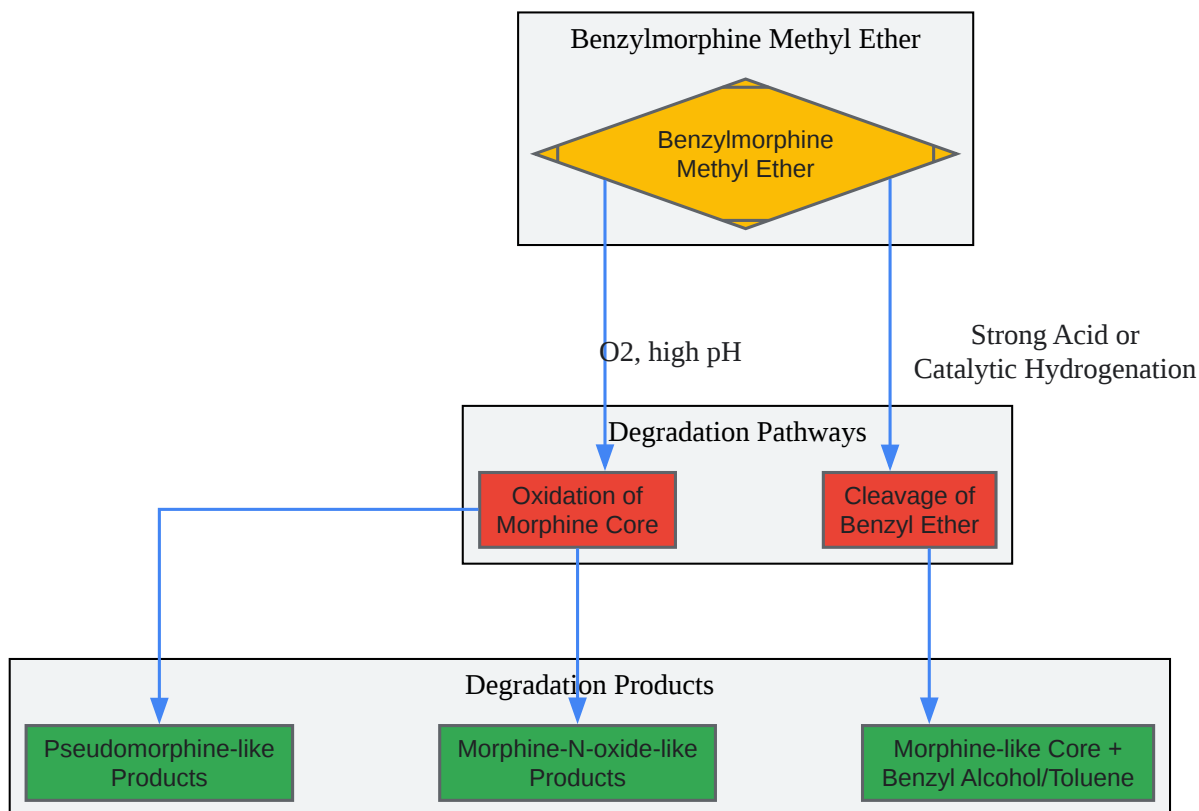 Benzylmorphine Methyl Ether
Benzylmorphine
Methyl Ether
O2, high pH
Strong Acid or
Catalytic Hydrogenation
Degradation Pathways
Oxidation of
Morphine Core
Cleavage of
Benzyl Ether
Degradation Products
Pseudomorphine-like
Products
Morphine-N-oxide-like
Products
Morphine-like Core +
Benzyl Alcohol/Toluene